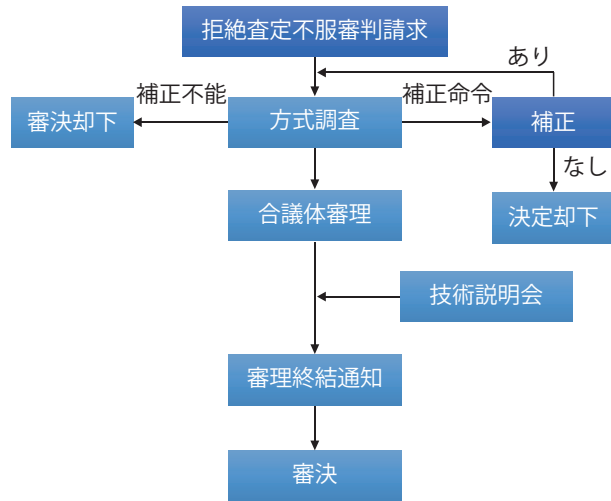 拒絶査定不服審判請求
あり
補正不能
補正命令
審決却下
方式調査
補正
なし
合議体審理
決定却下
技術説明会
審理終結通知
審決